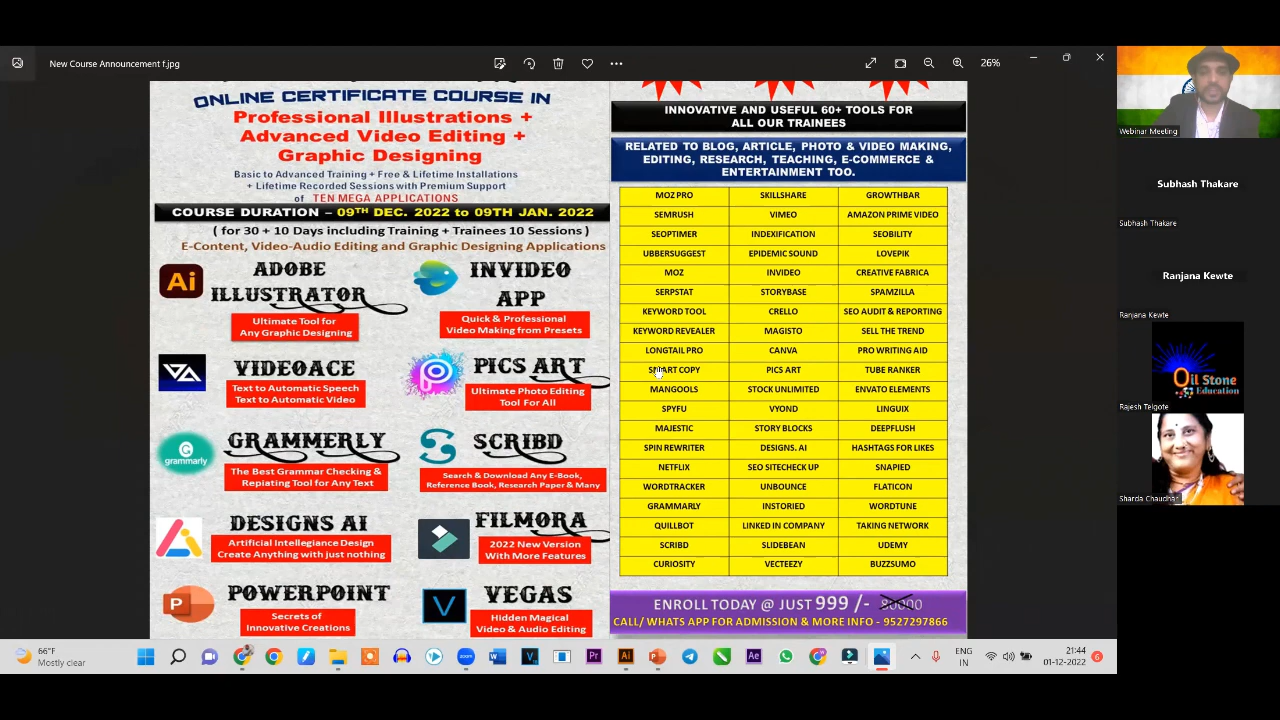 New Course Announcement f.jpg
26%
ONLINE CERTIFICATE COURSE IN
Professional Illustrations +
Advanced Video Editing +
Graphic Designing
Basic to Advanced Training + Free & Lifetime Installations
+ Lifetime Recorded Sessions with Premium Support
of TEN MEGA APPLICATIONS
COURSE DURATION – 09TH DEC. 2022 to 09TH JAN. 2022
( for 30 + 10 Days including Training + Trainees 10 Sessions )
E-Content, Video-Audio Editing and Graphic Designing Applications
Ai
ADOBE
ILLUSTRATOR
Ultimate Tool for
Any Graphic Designing
INVIDEO
APP
Quick & Professional
Video Making from Presets
VIDEOACE
Text to Automatic Speech
Text to Automatic Video
PICS ART
Ultimate Photo Editing
Tool For All
grammarly
GRAMMERLY
The Best Grammar Checking &
Repiating Tool for Any Text
SCRIBD
Search & Download Any E-Book,
Reference Book, Research Paper & Many
DESIGNS AI
Artificial Intellegiance Design
Create Anything with just nothing
FILMORA
2022 New Version
With More Features
P
POWERPOINT
Secrets of
Innovative Creations
V
VEGAS
Hidden Magical
Video & Audio Editing
INNOVATIVE AND USEFUL 60+ TOOLS FOR
ALL OUR TRAINEES
RELATED TO BLOG, ARTICLE, PHOTO & VIDEO MAKING,
EDITING, RESEARCH, TEACHING, E-COMMERCE &
ENTERTAINMENT TOO.
MOZ PRO SKILLSHARE GROWTHBAR
SEMRUSH VIMEO AMAZON PRIME VIDEO
SEOPTIMER INDEXIFICATION SEOBILITY
UBBERSUGGEST EPIDEMIC SOUND LOVEPIK
MOZ INVIDEO CREATIVE FABRICA
SERPSTAT STORYBASE SPAMZILLA
KEYWORD TOOL CRELLO SEO AUDIT & REPORTING
KEYWORD REVEALER MAGISTO SELL THE TREND
LONGTAIL PRO CANVA PRO WRITING AID
SMART COPY PICS ART TUBE RANKER
MANGOOLS STOCK UNLIMITED ENVATO ELEMENTS
SPYFU VYOND LINGUIX
MAJESTIC STORY BLOCKS DEEPFLUSH
SPIN REWRITER DESIGNS. AI HASHTAGS FOR LIKES
NETFLIX SEO SITECHECK UP SNAPIED
WORDTRACKER UNBOUNCE FLATICON
GRAMMARLY INSTORIED WORDTUNE
QUILLBOT LINKED IN COMPANY TAKING NETWORK
SCRIBD SLIDEBEAN UDEMY
CURIOSITY VECTEEZY BUZZSUMO
ENROLL TODAY @ JUST 999 /-
CALL/ WHATS APP FOR ADMISSION & MORE INFO - 9527297866
Webinar Meeting
Subhash Thakare
Subhash Thakare
Ranjana Kewte
Ranjana Kewte
Oil Stone
Education
Rajesh Telgote
Sharda Chaudhari
66°F
Mostly clear
ENG
IN
21:44
01-12-2022
6